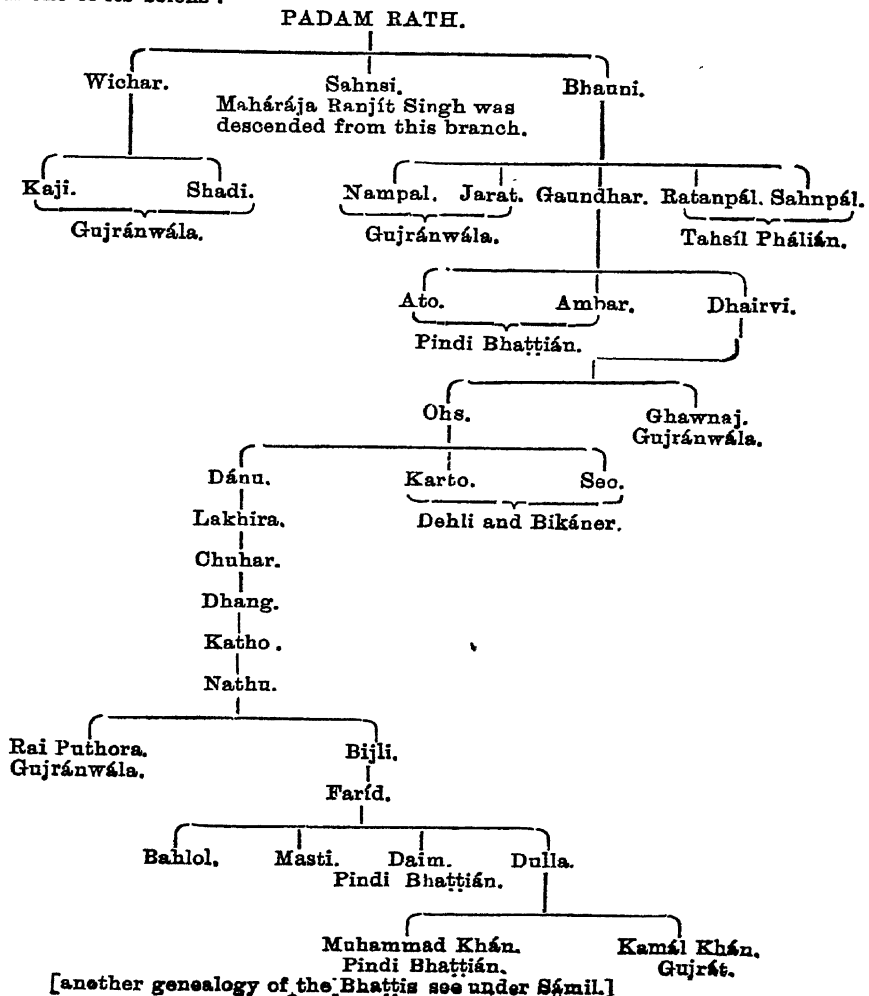 PADAM RATH.
Wichar. Sahnsi. Bhauni.
Mahárája Ranjít Singh was
descended from this branch.
Kaji. Shadi. Nampal. Jarat. Gaundhar. Ratanpál. Sahnpál.
Gujránwála. Gujránwála. Tahsíl Phálián.
Ato. Ambar. Dhairvi.
Pindi Bhaṭṭián.
Ohs. Ghawnaj.
Gujránwála.
Dánu. Karto. Seo.
Lakhira. Dehli and Bikáner.
Chuhar.
Dhang.
Katho.
Nathu.
Rai Puthora. Bijli.
Gujránwála.
Faríd.
Bahlol. Masti. Daim. Dulla.
Pindi Bhaṭṭián.
Muhammad Khán. Kamál Khán.
Pindi Bhaṭṭián. Gujrát.
[another genealogy of the Bhattis see under Sámil.]